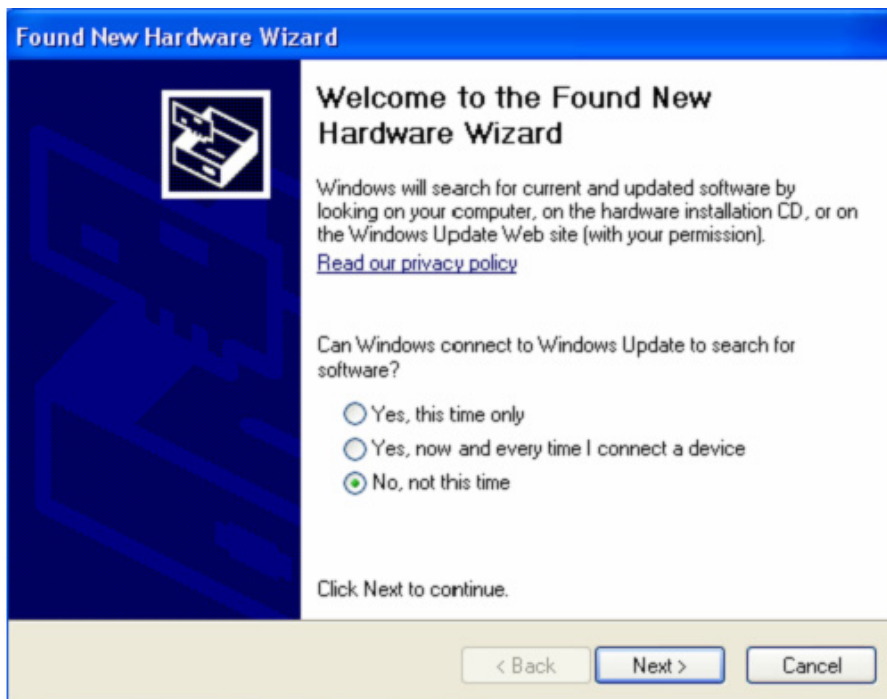 Found New Hardware Wizard
Welcome to the Found New
Hardware Wizard
Windows will search for current and updated software by
looking on your computer, on the hardware installation CD, or on
the Windows Update Web site (with your permission).
Read our privacy policy
Can Windows connect to Windows Update to search for
software?
Yes, this time only
Yes, now and every time I connect a device
No, not this time
Click Next to continue.
< Back Next > Cancel